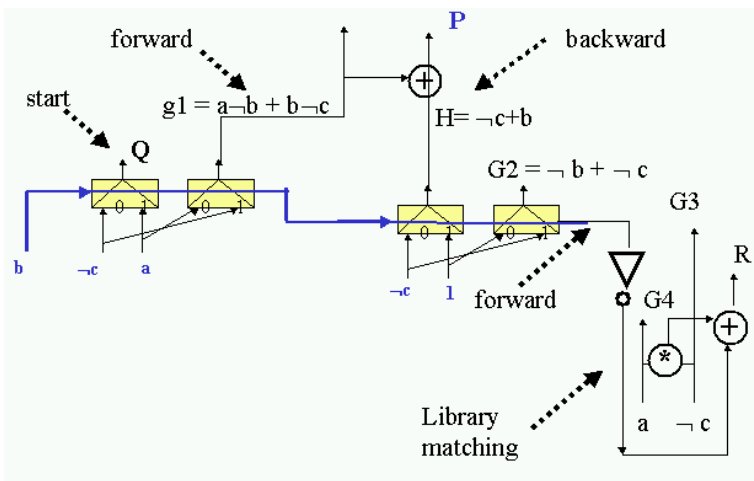 P
forward
backward
g1 = a¬b + b¬c
+
start
H= ¬c+b
Q
G2 = ¬ b + ¬ c
0 1
0 1
G3
0 1
0 1
b
¬c
a
¬c
1
forward
G4
R
+
*
Library
matching
a
¬ c